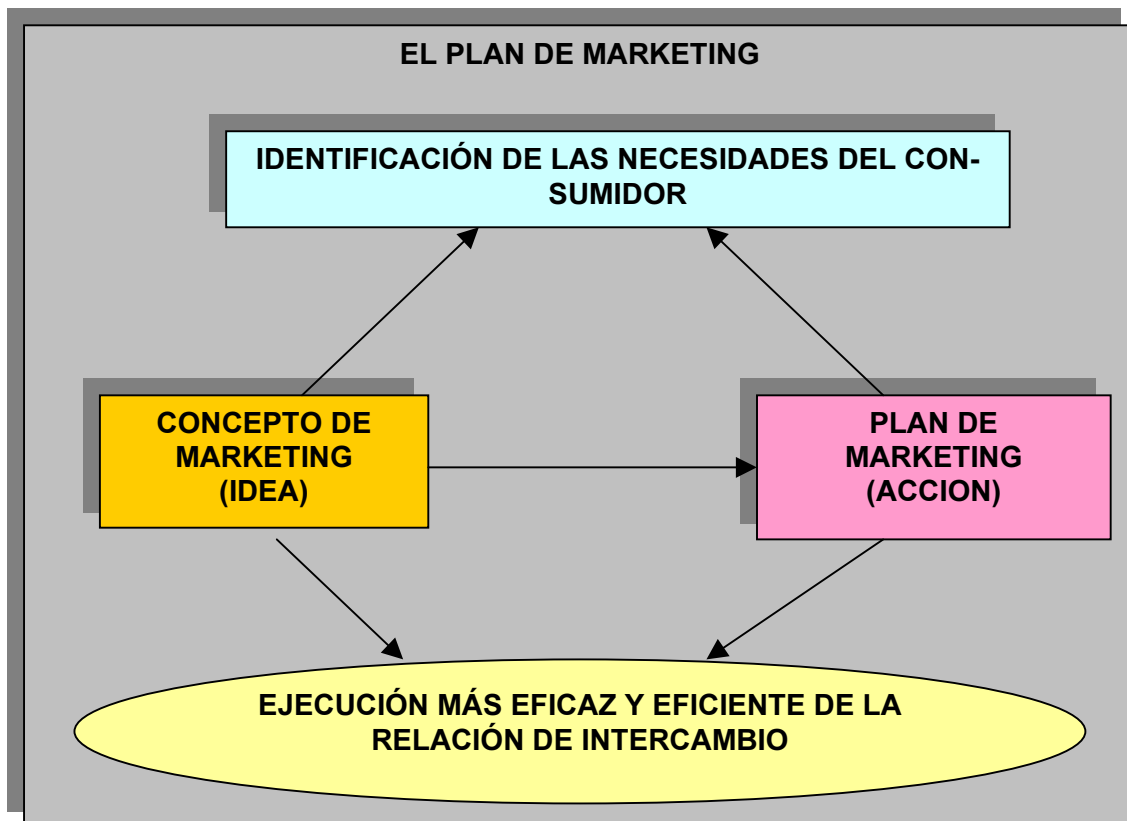 EL PLAN DE MARKETING
IDENTIFICACIÓN DE LAS NECESIDADES DEL CON-
SUMIDOR
CONCEPTO DE
MARKETING
(IDEA)
PLAN DE
MARKETING
(ACCION)
EJECUCIÓN MÁS EFICAZ Y EFICIENTE DE LA
RELACIÓN DE INTERCAMBIO